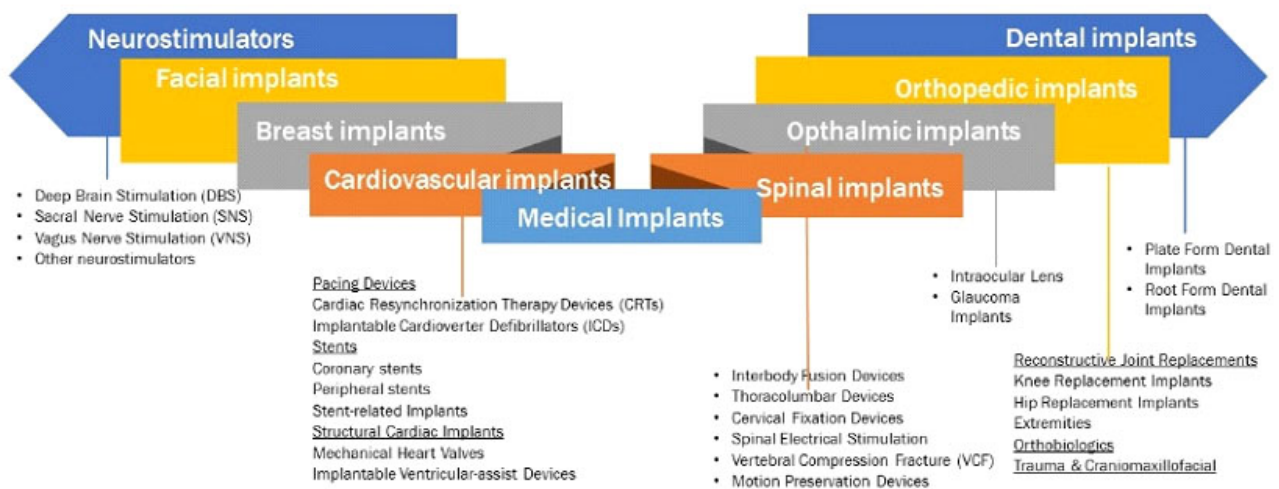 Neurostimulators
Facial implants
Breast implants
Cardiovascular implants
Medical Implants
Dental implants
Orthopedic implants
Opthalmic implants
Spinal implants
• Deep Brain Stimulation (DBS)
• Sacral Nerve Stimulation (SNS)
• Vagus Nerve Stimulation (VNS)
• Other neurostimulators
Pacing Devices
Cardiac Resynchronization Therapy Devices (CRTs)
Implantable Cardioverter Defibrillators (ICDs)
Stents
Coronary stents
Peripheral stents
Stent-related Implants
Structural Cardiac Implants
Mechanical Heart Valves
Implantable Ventricular-assist Devices
• Interbody Fusion Devices
• Thoracolumbar Devices
• Cervical Fixation Devices
• Spinal Electrical Stimulation
• Vertebral Compression Fracture (VCF)
• Motion Preservation Devices
• Intraocular Lens
• Glaucoma
Implants
Reconstructive Joint Replacements
Knee Replacement Implants
Hip Replacement Implants
Extremities
Orthobiologics
Trauma & Craniomaxillofacial
• Plate Form Dental
Implants
• Root Form Dental
Implants